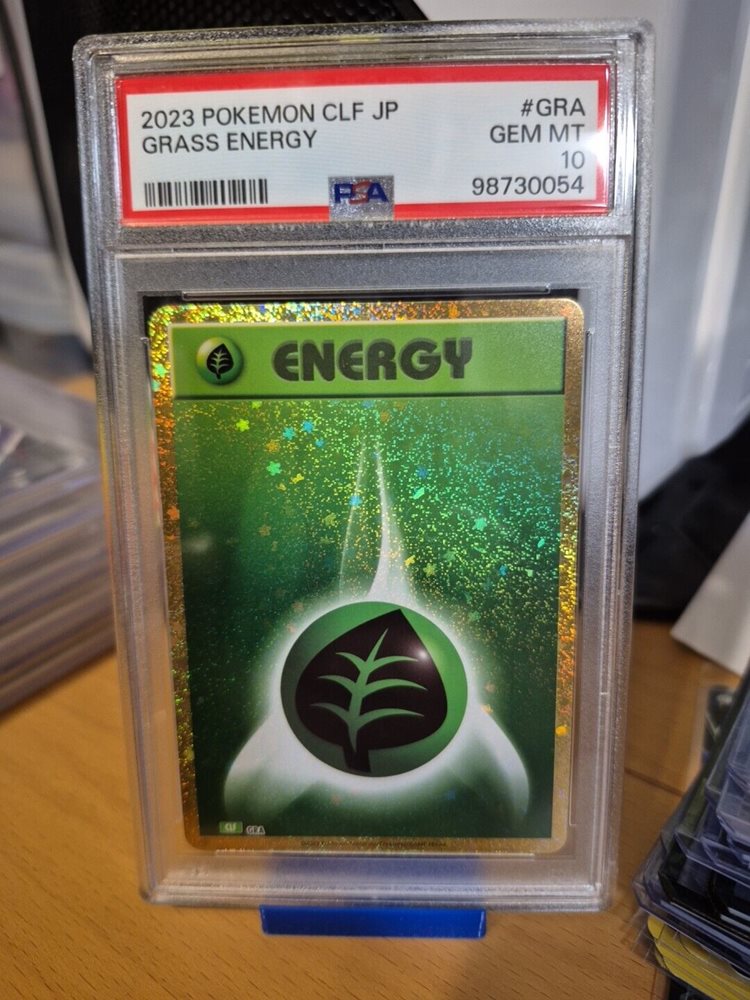 2023 POKEMON CLF JP
GRASS ENERGY
#GRA
GEM MT
10
98730054
PSA
ENERGY
CLF GRA